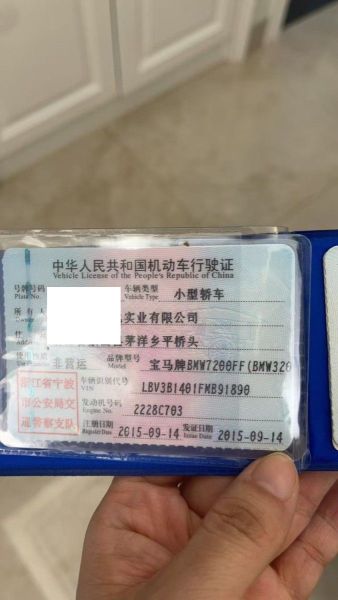 中华人民共和国机动车行驶证
Vehicle License of the People's Republic of China
号牌号码 Plate No. 车辆类型 Vehicle Type 小型轿车
所有人 实业有限公司
住 茅洋乡平桥头
使用性质 非营运 品牌型号 Model 宝马牌BMW7200FF(BMW320
浙江省宁波市公安局交通警察支队
车辆识别代号 VIN LBV3B1401FMB91890
发动机号码 Engine No. 2228C703
注册日期 Register Date 2015-09-14 发证日期 Issue Date 2015-09-14